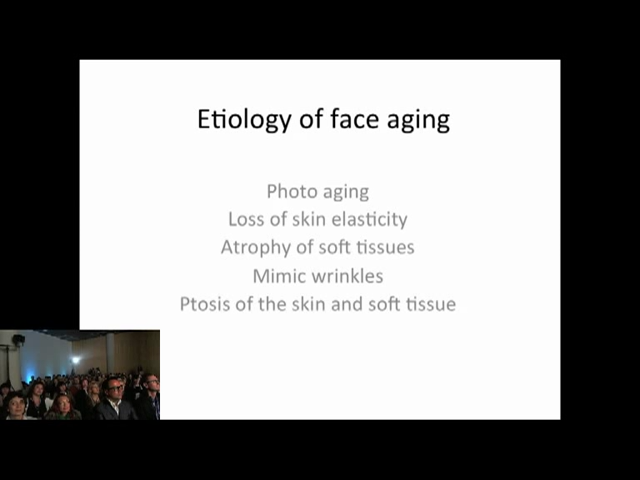 Etiology of face aging
Photo aging
Loss of skin elasticity
Atrophy of soft tissues
Mimic wrinkles
Ptosis of the skin and soft tissue